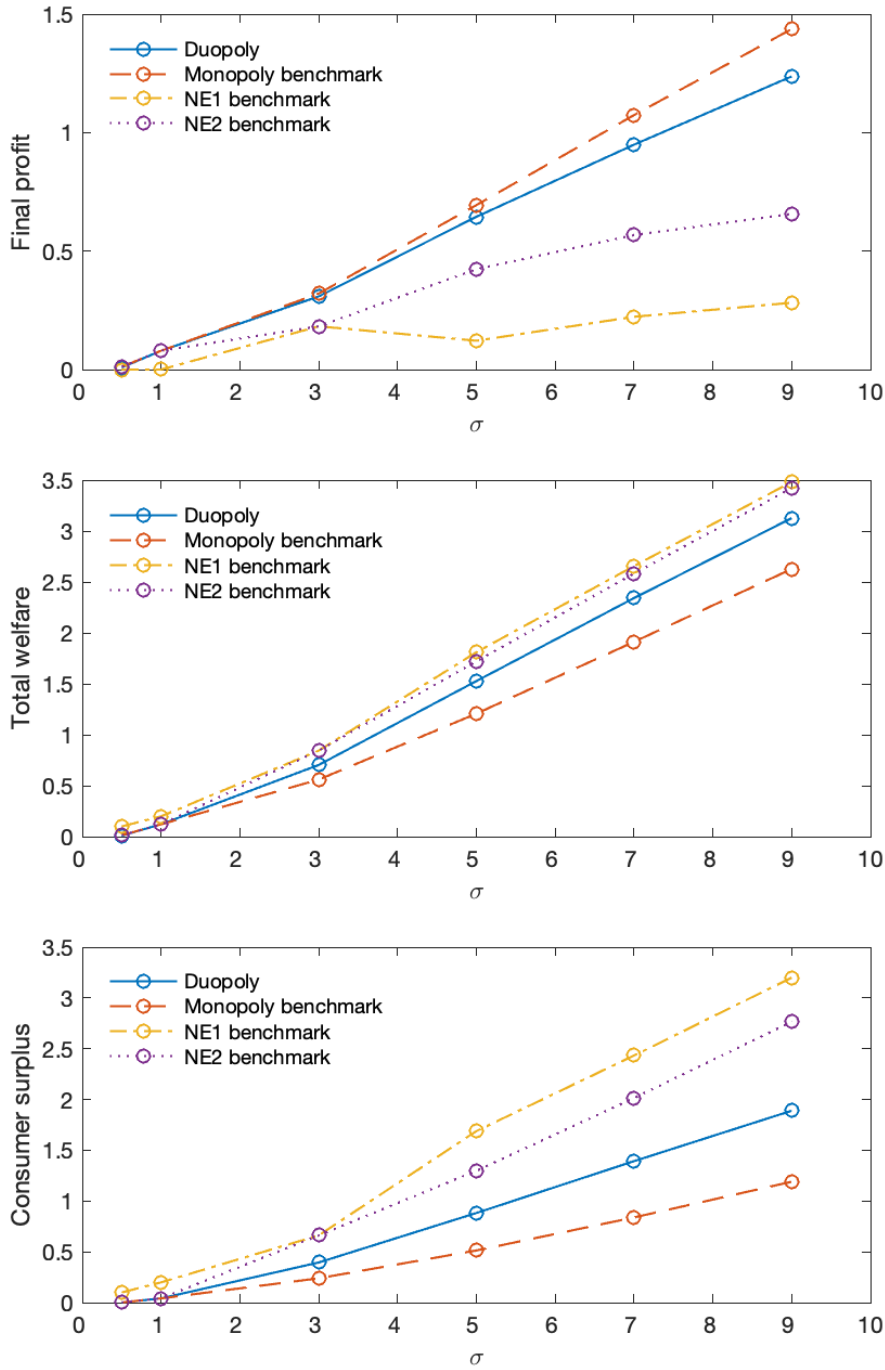 Final profit
1.5
1
0.5
0
Duopoly
Monopoly benchmark
NE1 benchmark
NE2 benchmark
0 1 2 3 4 5 6 7 8 9 10
σ
Total welfare
3.5
3
2.5
2
1.5
1
0.5
0
Duopoly
Monopoly benchmark
NE1 benchmark
NE2 benchmark
0 1 2 3 4 5 6 7 8 9 10
σ
Consumer surplus
3.5
3
2.5
2
1.5
1
0.5
0
Duopoly
Monopoly benchmark
NE1 benchmark
NE2 benchmark
0 1 2 3 4 5 6 7 8 9 10
σ